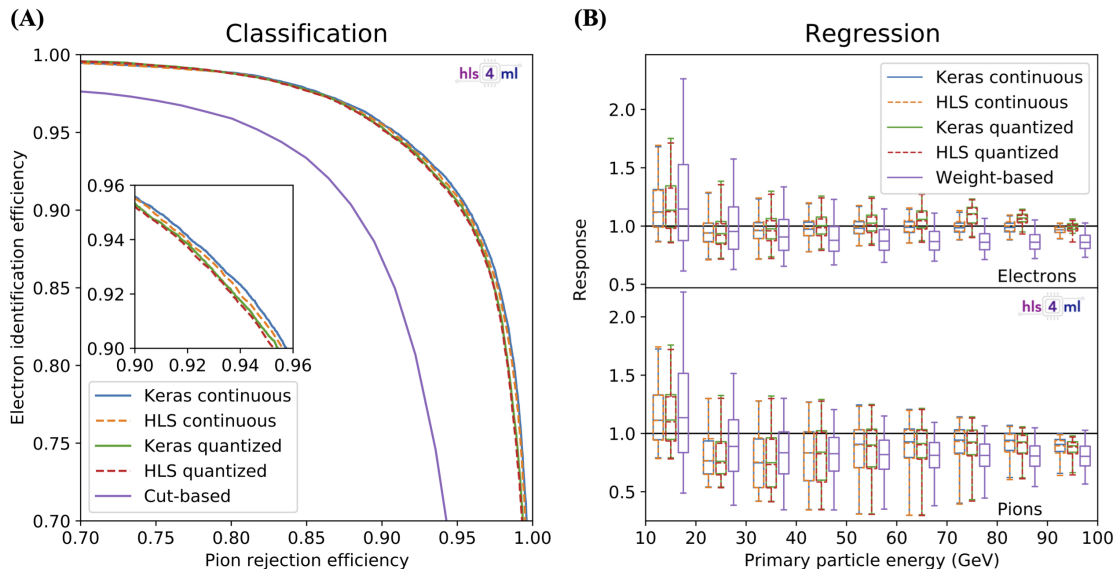 (A)
Classification
Electron identification efficiency
1.00
0.95
0.90
0.85
0.80
0.75
0.70
hls 4 ml
0.96
0.94
0.92
0.90
0.90 0.92 0.94 0.96
Keras continuous
HLS continuous
Keras quantized
HLS quantized
Cut-based
0.70 0.75 0.80 0.85 0.90 0.95 1.00
Pion rejection efficiency
(B)
Regression
Response
2.0
1.5
1.0
0.5
Keras continuous
HLS continuous
Keras quantized
HLS quantized
Weight-based
Electrons
hls 4 ml
2.0
1.5
1.0
0.5
Pions
10 20 30 40 50 60 70 80 90 100
Primary particle energy (GeV)